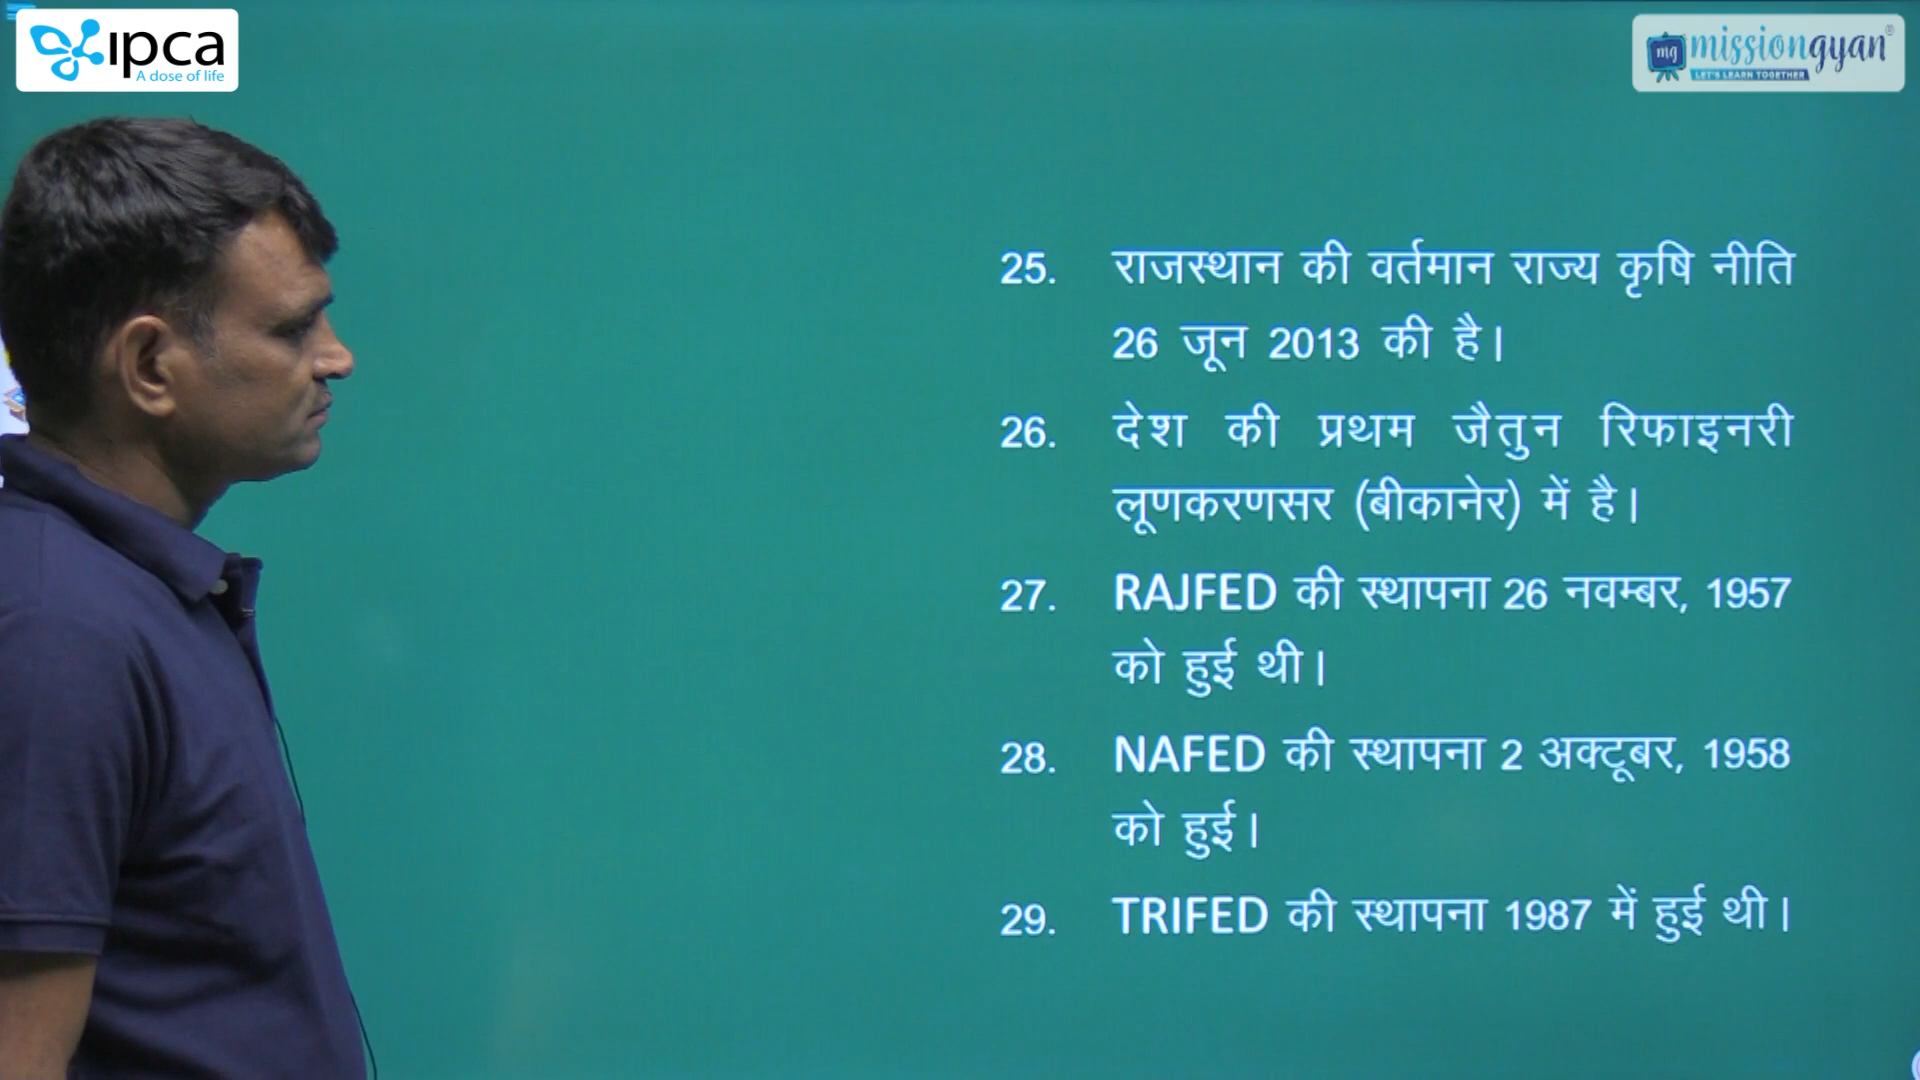 ipca
A dose of life
mg missiongyan®
LET'S LEARN TOGETHER
25. राजस्थान की वर्तमान राज्य कृषि नीति
26 जून 2013 की है।
26. देश की प्रथम जैतुन रिफाइनरी
लूणकरणसर (बीकानेर) में है।
27. RAJFED की स्थापना 26 नवम्बर, 1957
को हुई थी।
28. NAFED की स्थापना 2 अक्टूबर, 1958
को हुई।
29. TRIFED की स्थापना 1987 में हुई थी।